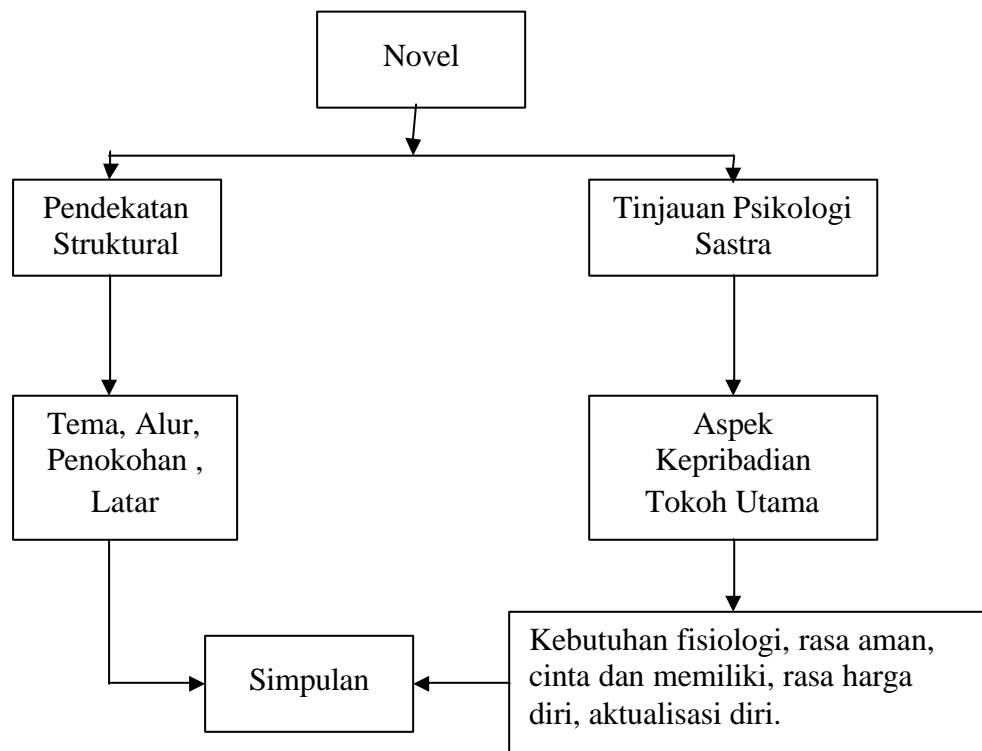 Novel
Pendekatan
Struktural
Tinjauan Psikologi
Sastra
Tema, Alur,
Penokohan ,
Latar
Aspek
Kepribadian
Tokoh Utama
Simpulan
Kebutuhan fisiologi, rasa aman,
cinta dan memiliki, rasa harga
diri, aktualisasi diri.